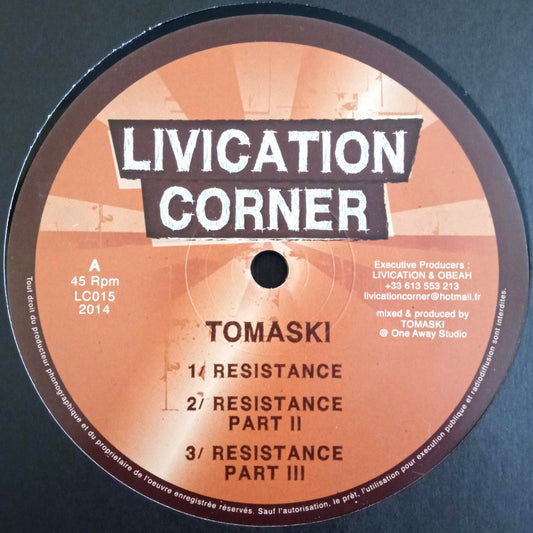 LIVICATION
CORNER
A
45 Rpm
LC015
2014
Executive Producers :
LIVICATION & OBEAH
+33 613 553 213
livicationcorner@hotmail.fr
mixed & produced by
TOMASKI
@ One Away Studio
TOMASKI
1/ RESISTANCE
2/ RESISTANCE
PART II
3/ RESISTANCE
PART III
Tout droit du producteur phonographique et du proprietaire de l'oeuvre enregistrée réservés. Sauf l'autorisation, le prêt, l'utilisation pour execution publique et radiodiffusion sont interdites.